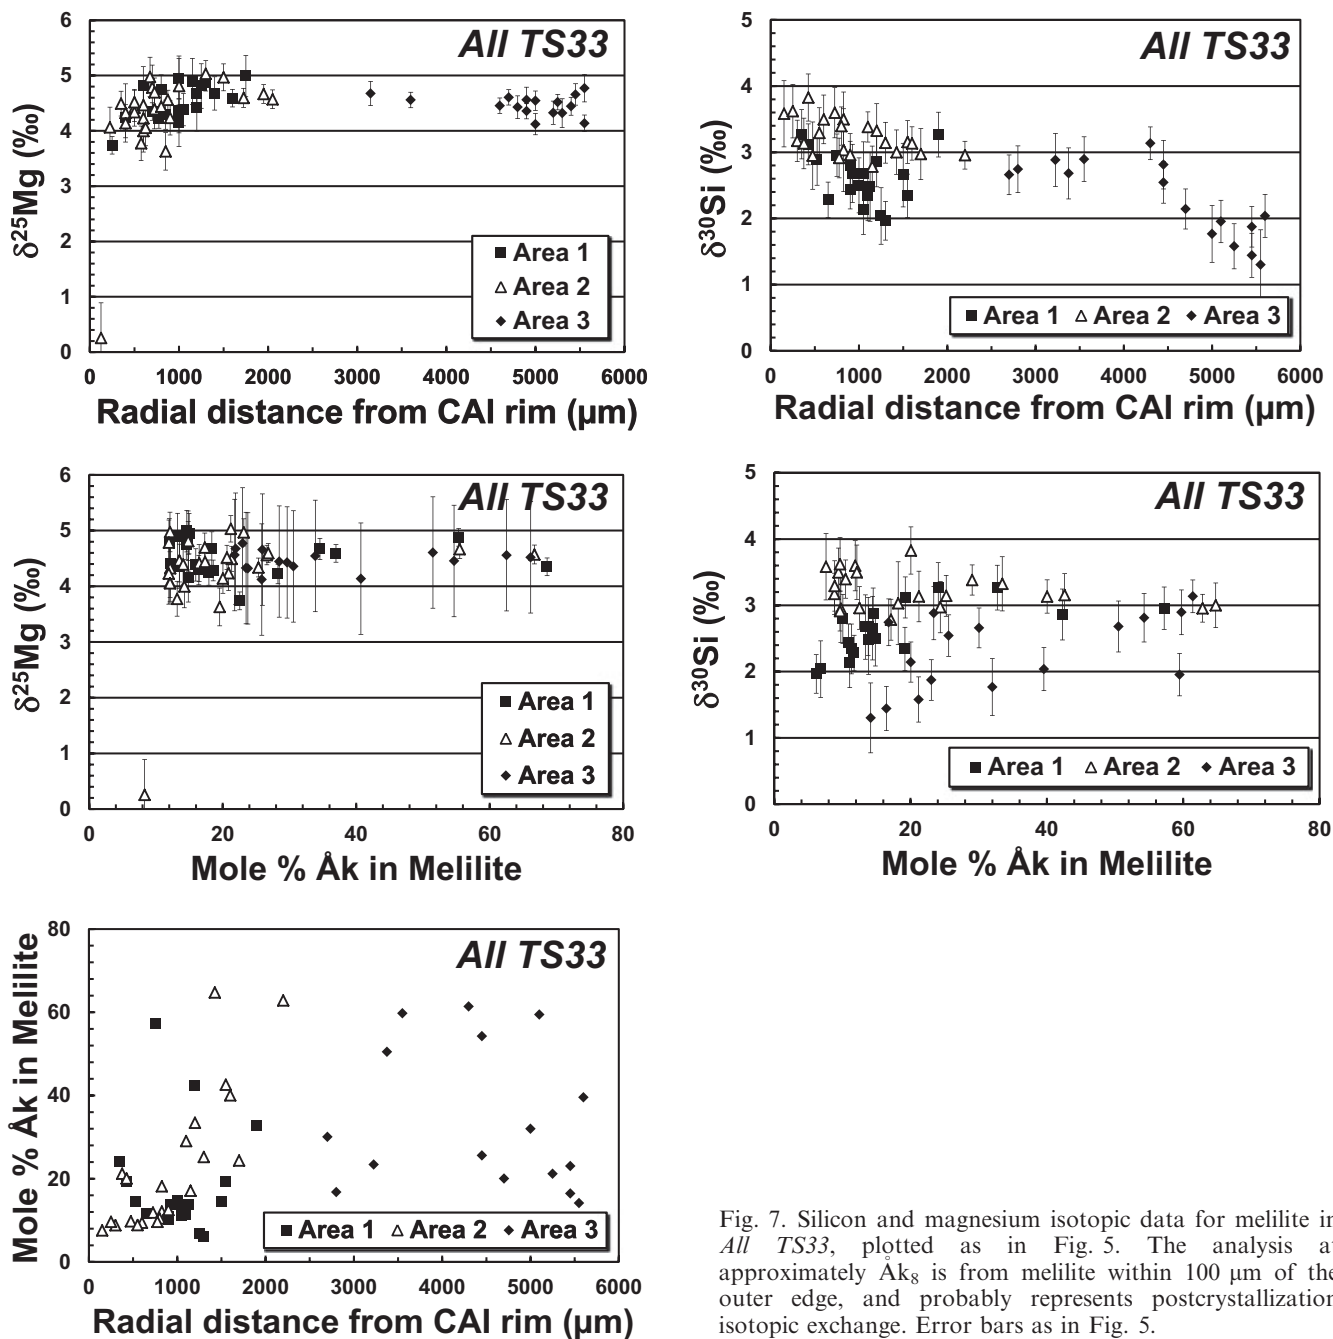 All TS33
6
5
4
3
2
1
0
δ25Mg (‰)
Area 1
Area 2
Area 3
0 1000 2000 3000 4000 5000 6000
Radial distance from CAI rim (µm)
All TS33
5
4
3
2
1
0
δ30Si (‰)
Area 1 Area 2 Area 3
0 1000 2000 3000 4000 5000 6000
Radial distance from CAI rim (µm)
All TS33
6
5
4
3
2
1
0
δ25Mg (‰)
Area 1
Area 2
Area 3
0 20 40 60 80
Mole % Åk in Melilite
All TS33
5
4
3
2
1
0
δ30Si (‰)
Area 1 Area 2 Area 3
0 20 40 60 80
Mole % Åk in Melilite
All TS33
80
60
40
20
0
Mole % Åk in Melilite
Area 1 Area 2 Area 3
0 1000 2000 3000 4000 5000 6000
Radial distance from CAI rim (µm)
Fig. 7. Silicon and magnesium isotopic data for melilite in
All TS33, plotted as in Fig. 5. The analysis at
approximately Åk8 is from melilite within 100 µm of the
outer edge, and probably represents postcrystallization
isotopic exchange. Error bars as in Fig. 5.